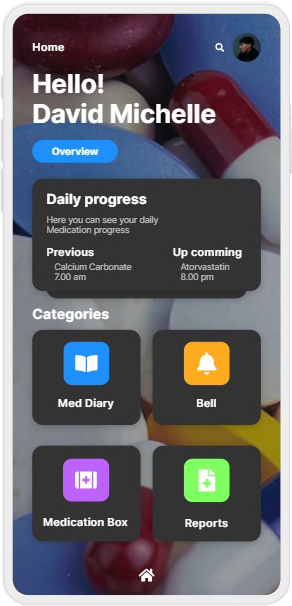 Home
Hello!
David Michelle
Overview
Daily progress
Here you can see your daily
Medication progress
Previous
Up comming
Calcium Carbonate
Atorvastatin
7.00 am
8.00 pm
Categories
Med Diary
Bell
Medication Box
Reports